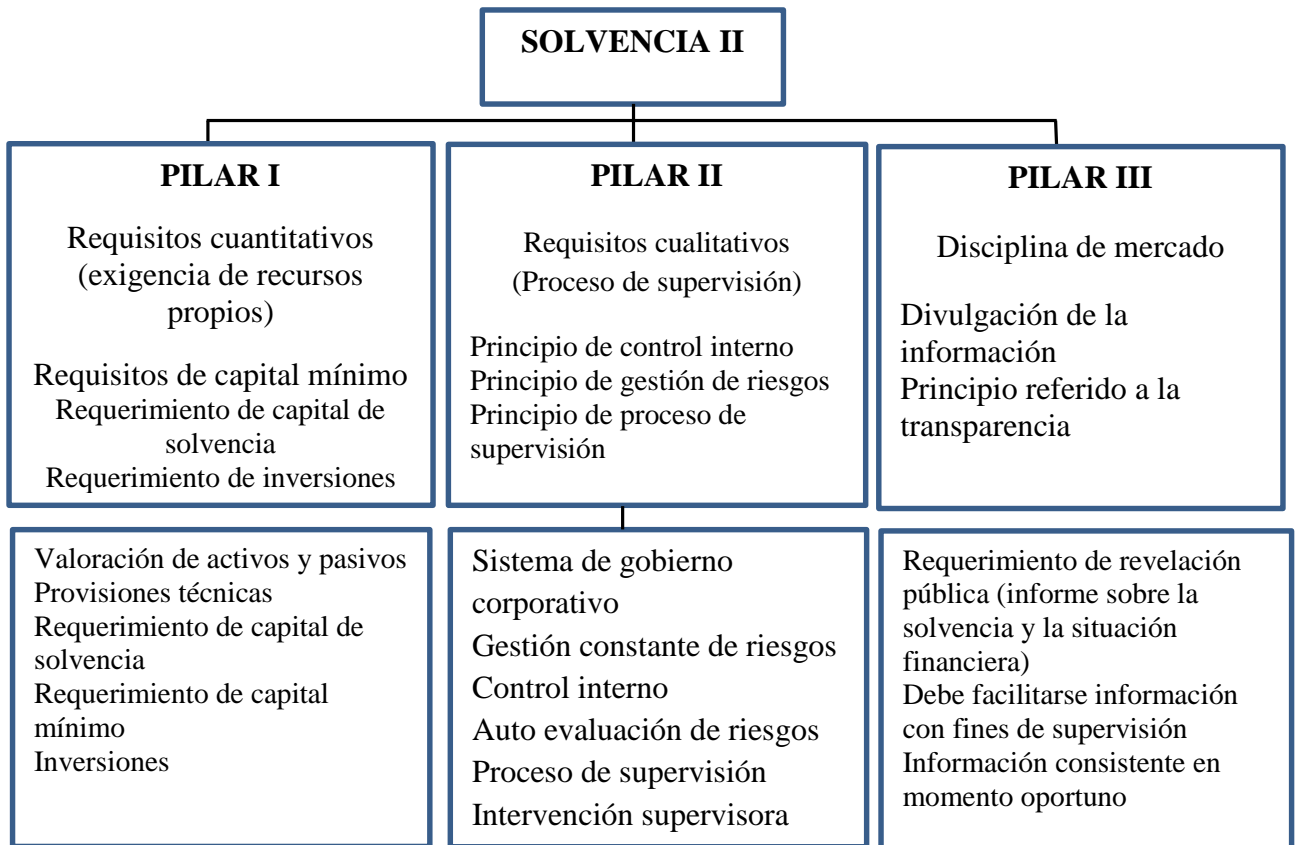 SOLVENCIA II
PILAR I
Requisitos cuantitativos
(exigencia de recursos
propios)
Requisitos de capital mínimo
Requerimiento de capital de
solvencia
Requerimiento de inversiones
PILAR II
Requisitos cualitativos
(Proceso de supervisión)
Principio de control interno
Principio de gestión de riesgos
Principio de proceso de
supervisión
PILAR III
Disciplina de mercado
Divulgación de la
información
Principio referido a la
transparencia
Valoración de activos y pasivos
Provisiones técnicas
Requerimiento de capital de
solvencia
Requerimiento de capital
mínimo
Inversiones
Sistema de gobierno
corporativo
Gestión constante de riesgos
Control interno
Auto evaluación de riesgos
Proceso de supervisión
Intervención supervisora
Requerimiento de revelación
pública (informe sobre la
solvencia y la situación
financiera)
Debe facilitarse información
con fines de supervisión
Información consistente en
momento oportuno